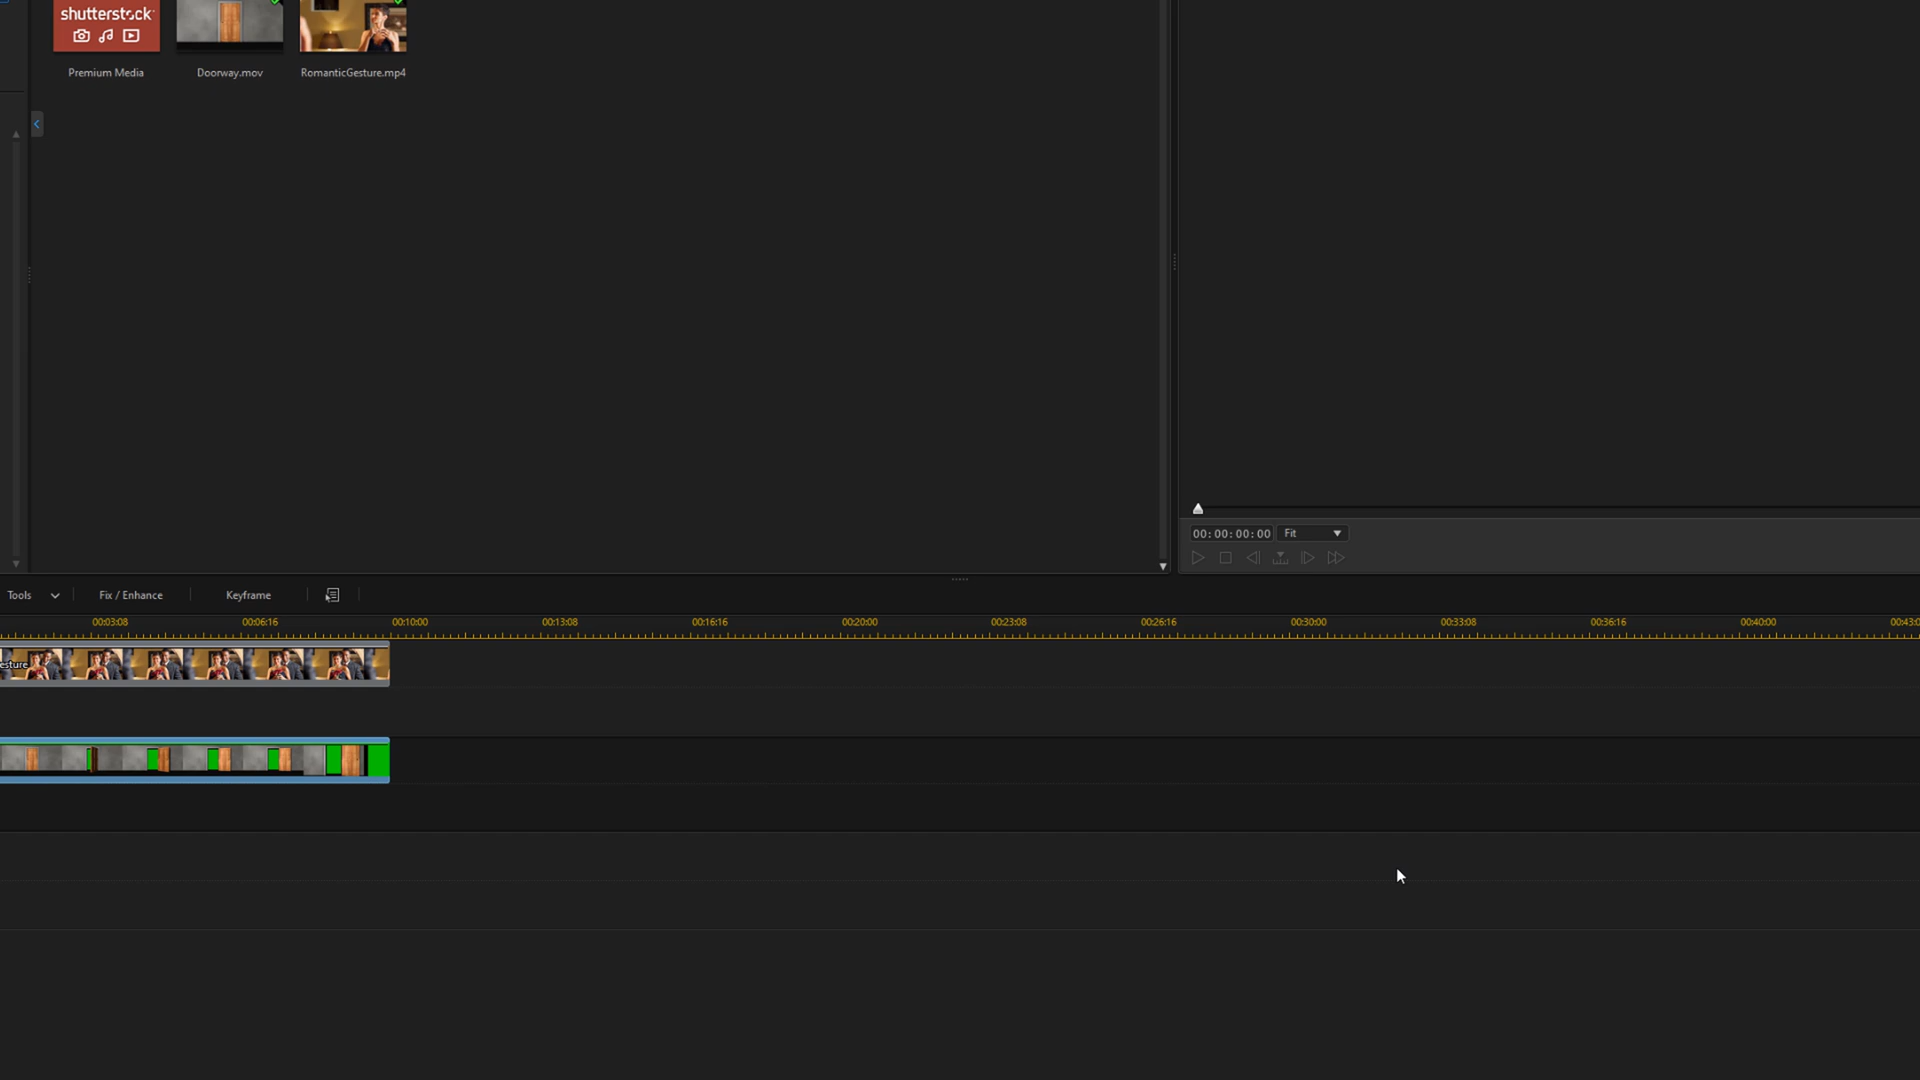 shutterstock
Premium Media
Doorway.mov
RomanticGesture.mp4
00:00:00:00
Fit
Tools
Fix / Enhance
Keyframe
00:03:08 00:06:16 00:10:00 00:13:08 00:16:16 00:20:00 00:23:08 00:26:16 00:30:00 00:33:08 00:36:16 00:40:00 00:43:0
esture